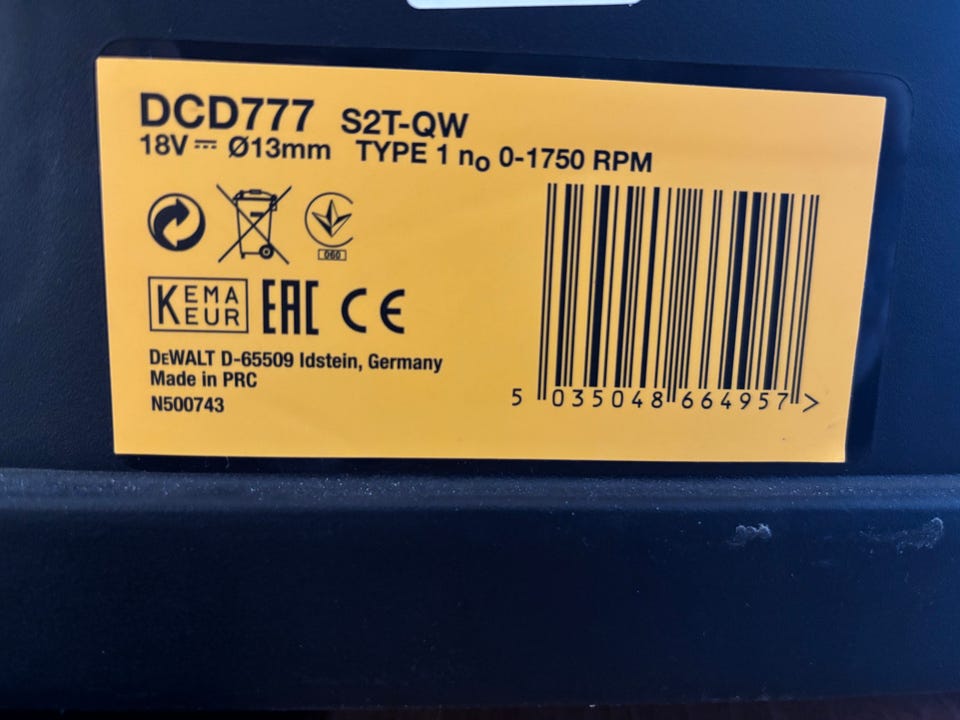 DCD777 S2T-QW
18V ⎓ Ø13mm TYPE 1 no 0-1750 RPM
060
KEMA
KEUR
EAC CE
DEWALT D-65509 Idstein, Germany
Made in PRC
N500743
5 035048 664957 >